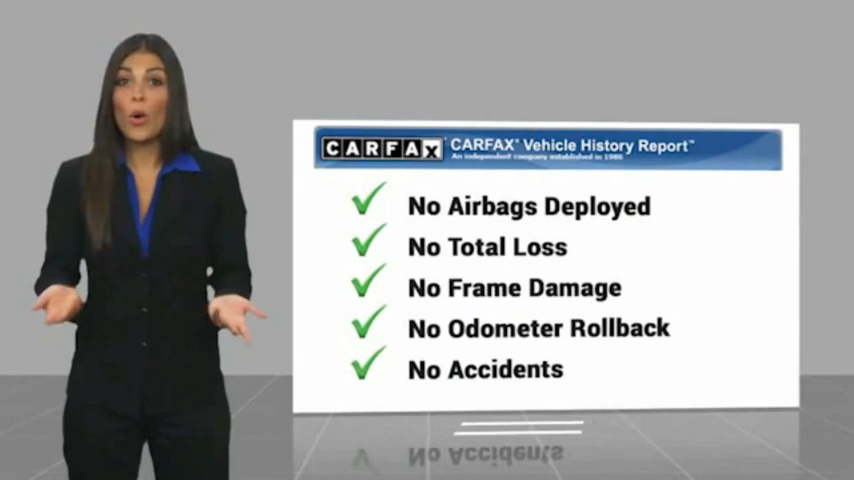 CARFAX CARFAX® Vehicle History Report™
An independent company established in 1986
No Airbags Deployed
No Total Loss
No Frame Damage
No Odometer Rollback
No Accidents
No Accidents